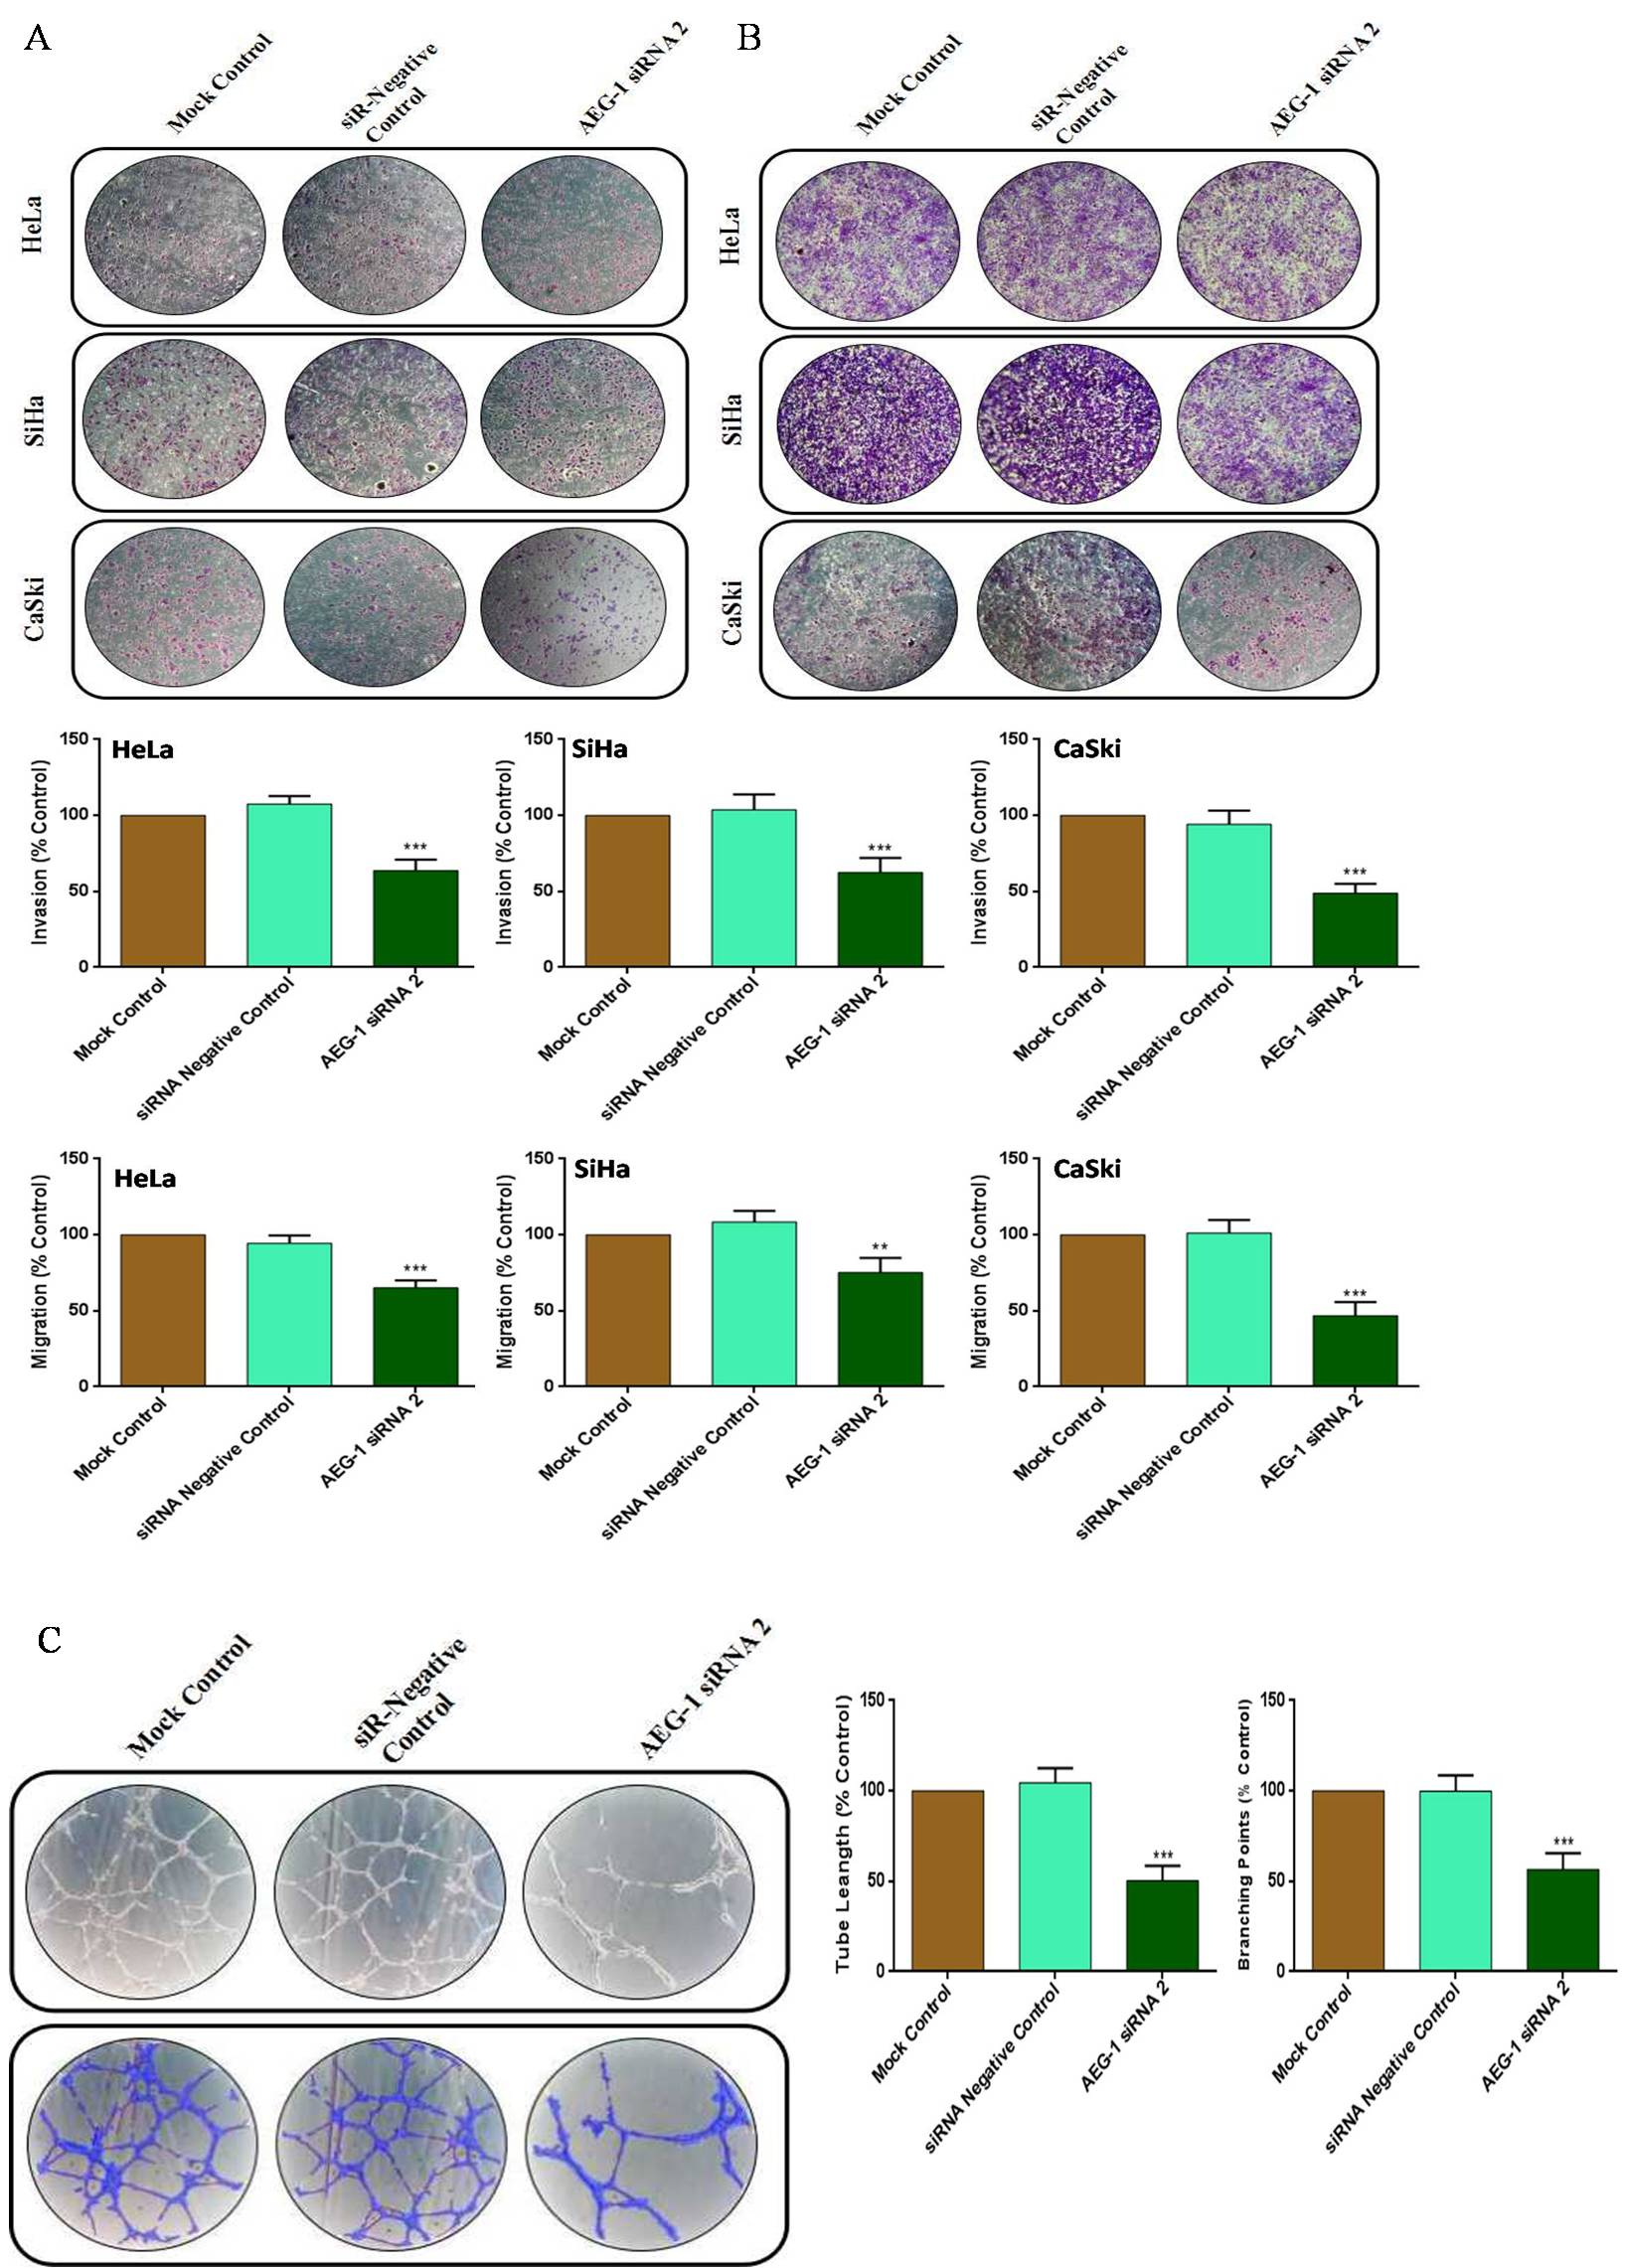 A
B
Mock Control
siR-Negative
Control
AEG-1 siRNA 2
Mock Control
siR-Negative
Control
AEG-1 siRNA 2
HeLa
HeLa
SiHa
SiHa
CaSki
CaSki
HeLa
Invasion (% Control)
150
100
50
0
***
Mock Control
siRNA Negative Control
AEG-1 siRNA 2
SiHa
Invasion (% Control)
150
100
50
0
***
Mock Control
siRNA Negative Control
AEG-1 siRNA 2
CaSki
Invasion (% Control)
150
100
50
0
***
Mock Control
siRNA Negative Control
AEG-1 siRNA 2
HeLa
Migration (% Control)
150
100
50
0
***
Mock Control
siRNA Negative Control
AEG-1 siRNA 2
SiHa
Migration (% Control)
150
100
50
0
**
Mock Control
siRNA Negative Control
AEG-1 siRNA 2
CaSki
Migration (% Control)
150
100
50
0
***
Mock Control
siRNA Negative Control
AEG-1 siRNA 2
C
Mock Control
siR-Negative
Control
AEG-1 siRNA 2
Tube Leangth (% Control)
150
100
50
0
***
Mock Control
siRNA Negative Control
AEG-1 siRNA 2
Branching Points (% Control)
150
100
50
0
***
Mock Control
siRNA Negative Control
AEG-1 siRNA 2